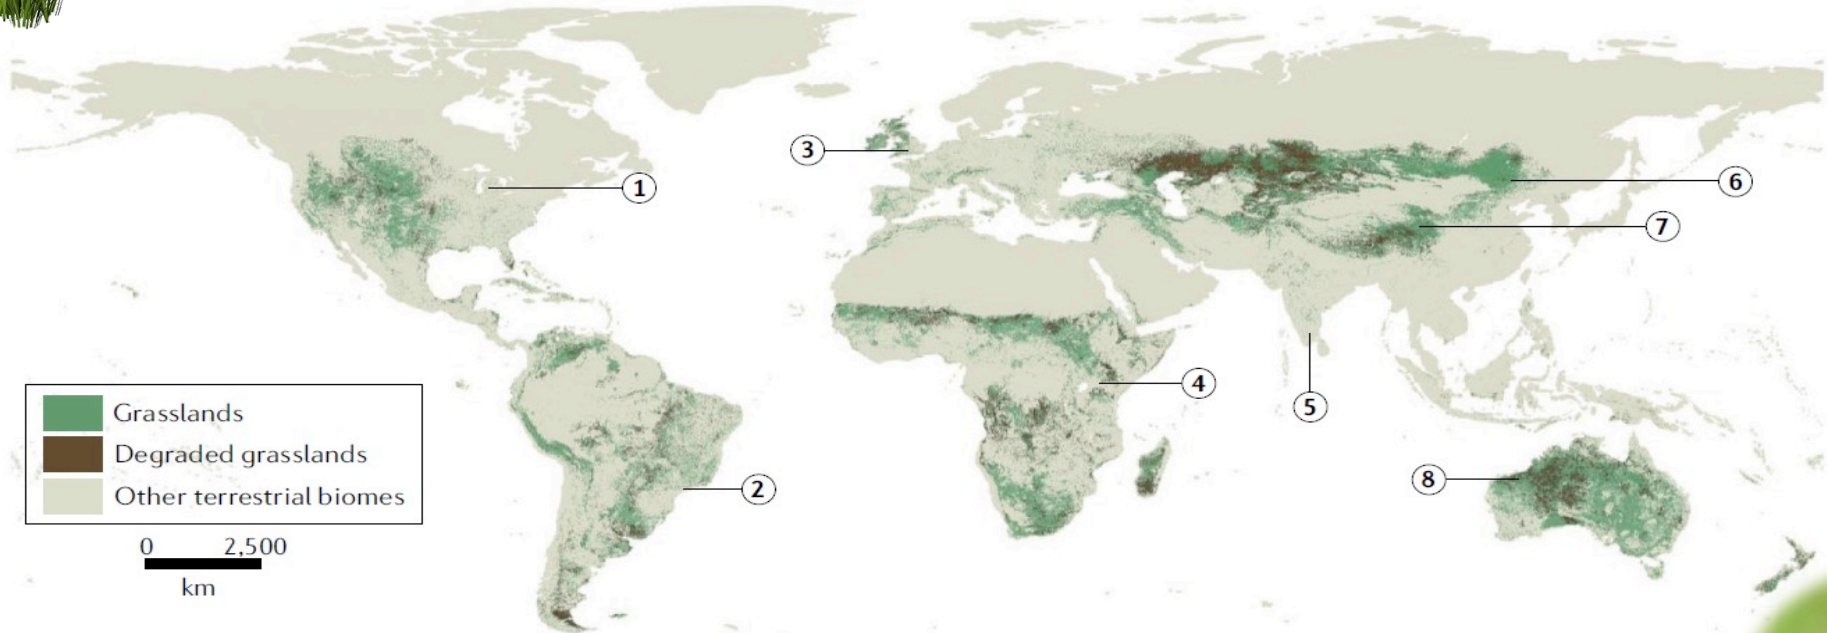 1
3
6
7
4
5
Grasslands
Degraded grasslands
Other terrestrial biomes
2
8
0 2,500
km